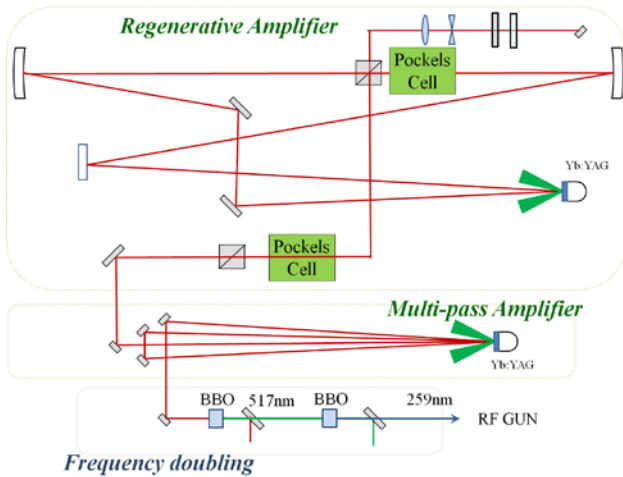 Regenerative Amplifier
Pockels
Cell
Yb:YAG
Pockels
Cell
Multi-pass Amplifier
Yb:YAG
BBO
517nm
BBO
259nm
RF GUN
Frequency doubling